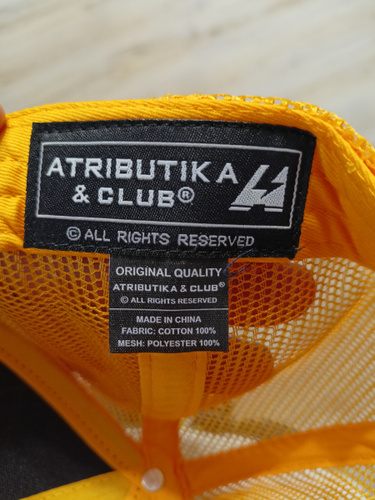 ATRIBUTIKA
& CLUB®
© ALL RIGHTS RESERVED
ORIGINAL QUALITY
ATRIBUTIKA & CLUB®
© ALL RIGHTS RESERVED
MADE IN CHINA
FABRIC: COTTON 100%
MESH: POLYESTER 100%